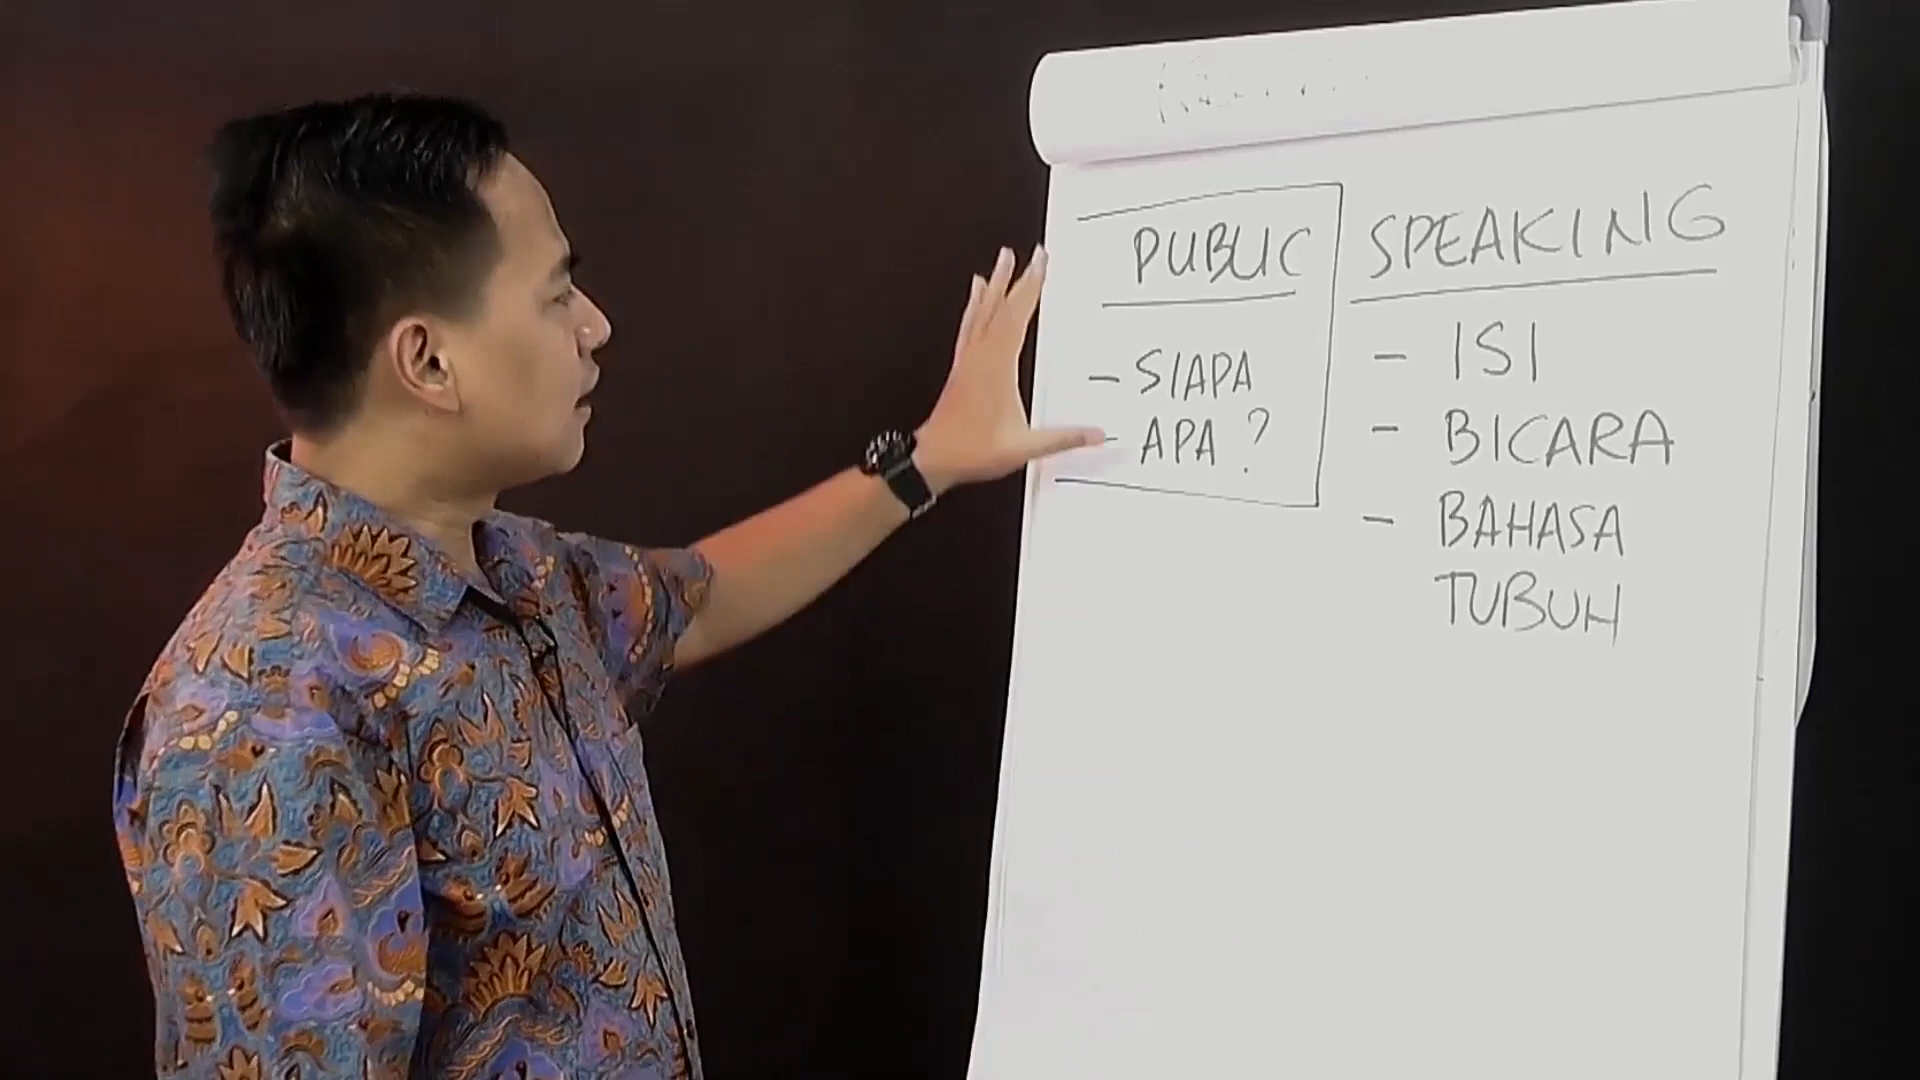 PUBLIC
- SIAPA
- APA ?
SPEAKING
- ISI
- BICARA
- BAHASA
TUBUH